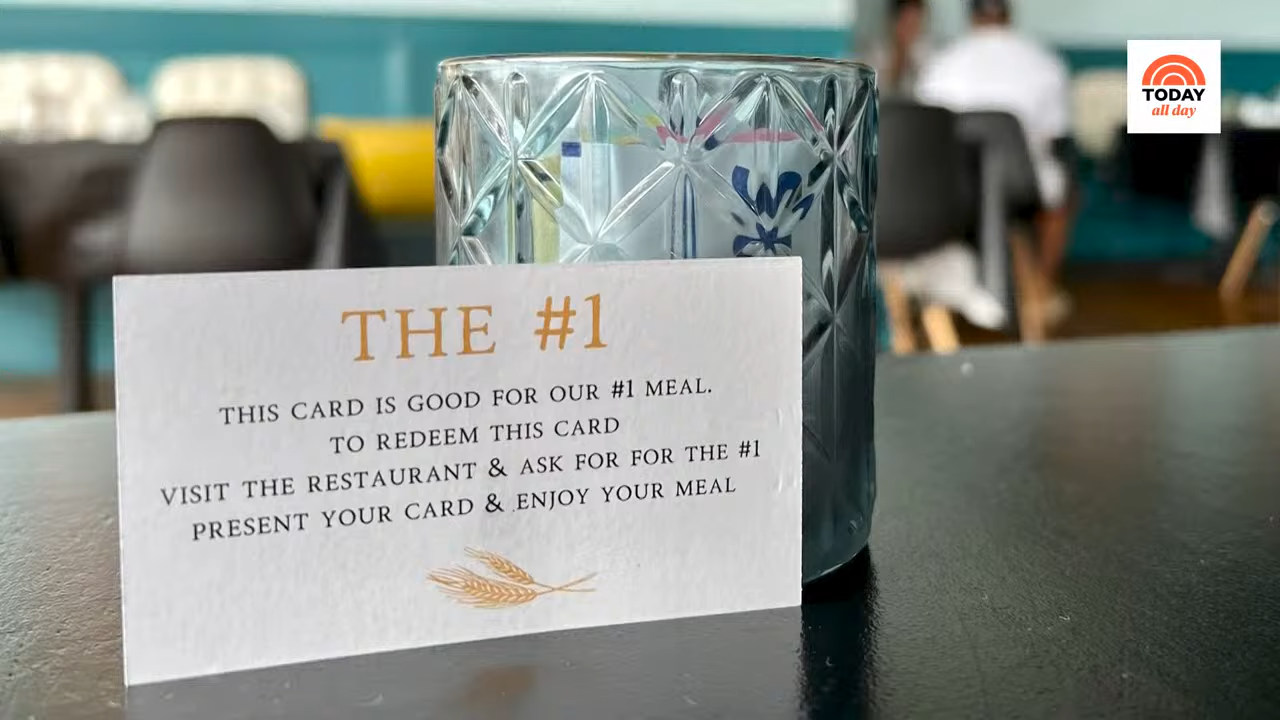 TODAY
all day
THE #1
THIS CARD IS GOOD FOR OUR #1 MEAL.
TO REDEEM THIS CARD
VISIT THE RESTAURANT & ASK FOR FOR THE #1
PRESENT YOUR CARD & ENJOY YOUR MEAL